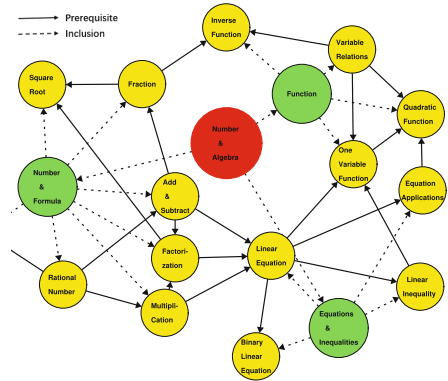 Prerequisite
Inclusion
Inverse
Function
Variable
Relations
Square
Root
Fraction
Function
Quadratic
Function
Number
&
Algebra
One
Variable
Function
Number
&
Formula
Add
&
Subtract
Equation
Applications
Factori-
zation
Linear
Equation
Rational
Number
Multipli-
Cation
Linear
Inequality
Equations
&
Inequalities
Binary
Linear
Equation